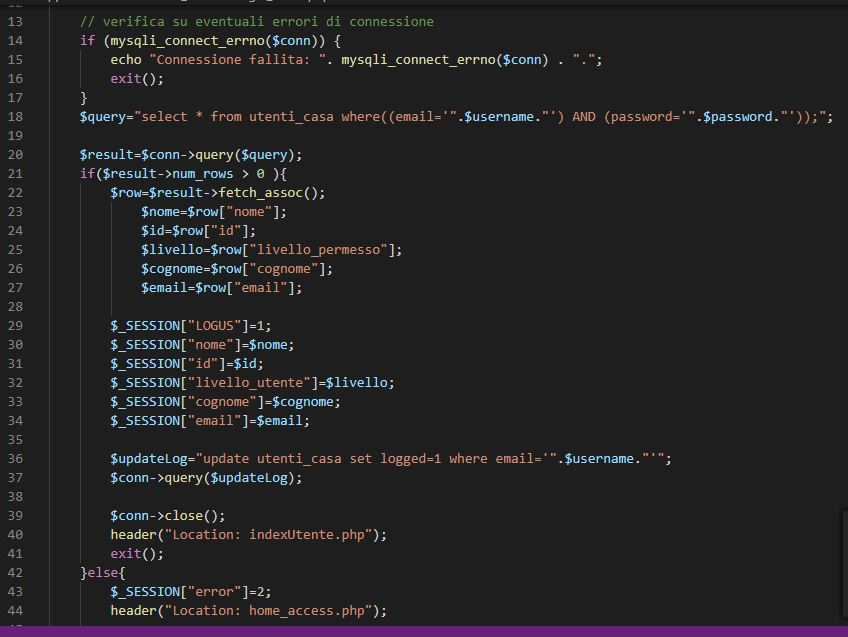 13 // verifica su eventuali errori di connessione
14 if (mysqli_connect_errno($conn)) {
15 echo "Connessione fallita: ". mysqli_connect_errno($conn) . ".";
16 exit();
17 }
18 $query="select * from utenti_casa where((email='".$username."') AND (password='".$password."'));";
19
20 $result=$conn->query($query);
21 if($result->num_rows > 0 ){
22 $row=$result->fetch_assoc();
23 $nome=$row["nome"];
24 $id=$row["id"];
25 $livello=$row["livello_permesso"];
26 $cognome=$row["cognome"];
27 $email=$row["email"];
28
29 $_SESSION["LOGUS"]=1;
30 $_SESSION["nome"]=$nome;
31 $_SESSION["id"]=$id;
32 $_SESSION["livello_utente"]=$livello;
33 $_SESSION["cognome"]=$cognome;
34 $_SESSION["email"]=$email;
35
36 $updateLog="update utenti_casa set logged=1 where email='".$username."'";
37 $conn->query($updateLog);
38
39 $conn->close();
40 header("Location: indexUtente.php");
41 exit();
42 }else{
43 $_SESSION["error"]=2;
44 header("Location: home_access.php");